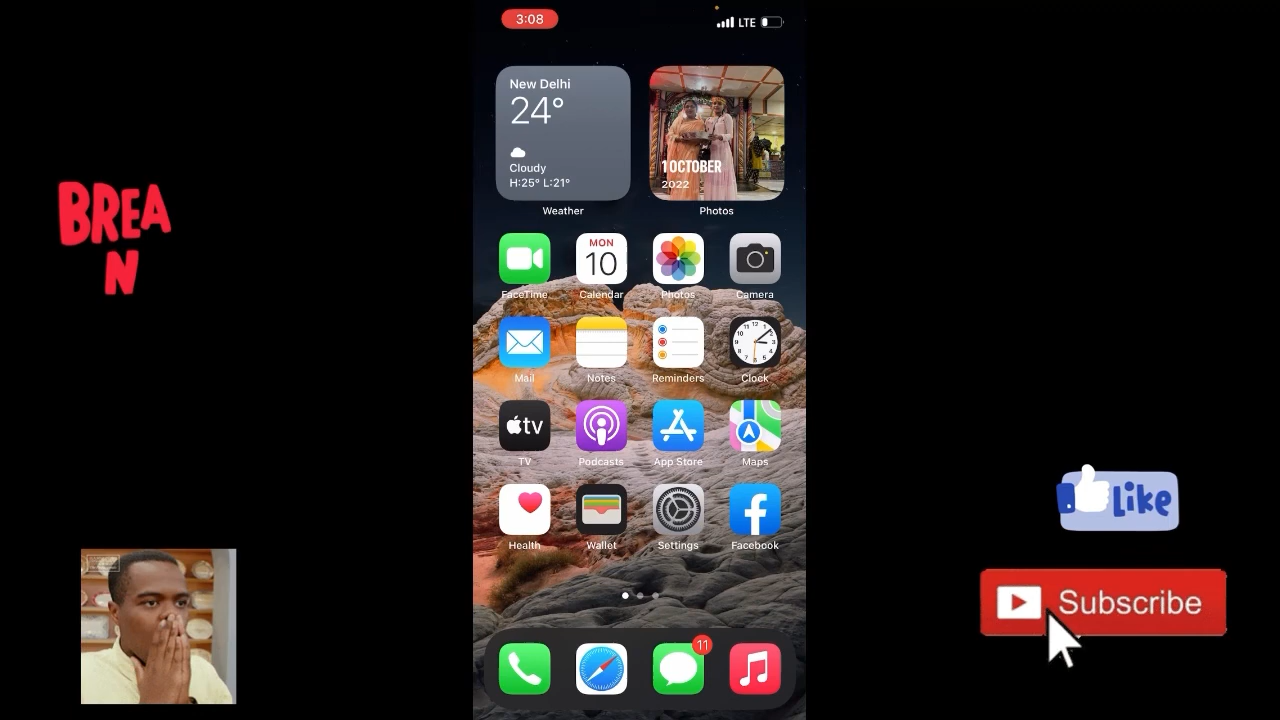 3:08
LTE
New Delhi
24°
Cloudy
H:25° L:21°
Weather
1 OCTOBER
2022
Photos
BREA
N
FaceTime
MON
10
Calendar
Photos
Camera
Mail
Notes
Reminders
Clock
tv
TV
Podcasts
App Store
Maps
Health
Wallet
Settings
Facebook
11
Like
Subscribe